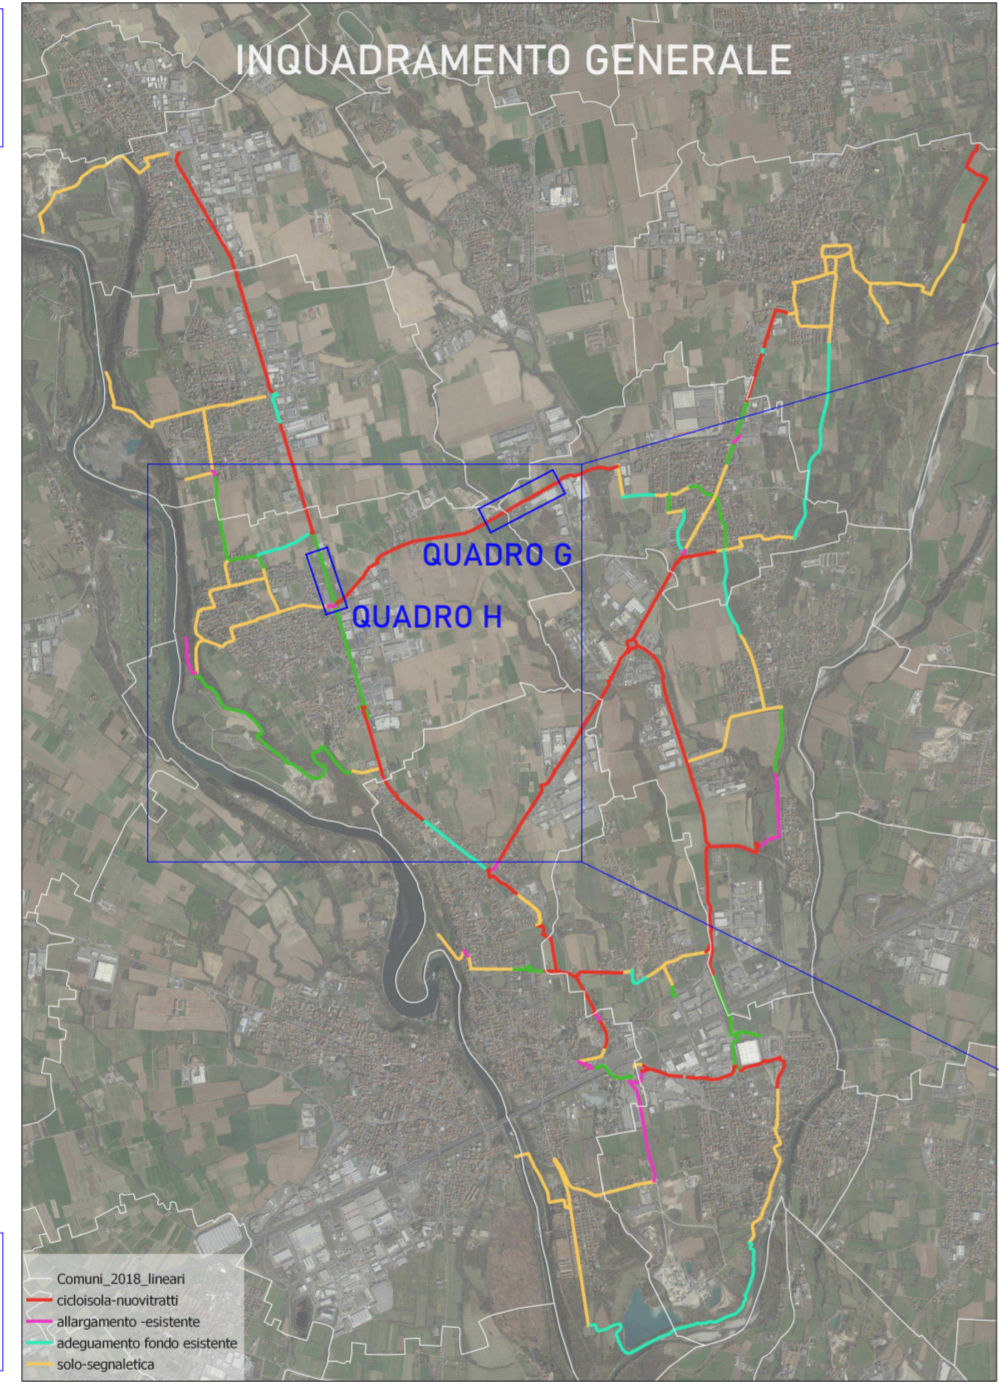 INQUADRAMENTO GENERALE
QUADRO G
QUADRO H
Comuni_2018_lineari
cicloisola-nuovitratti
allargamento -esistente
adeguamento fondo esistente
solo-segnaletica